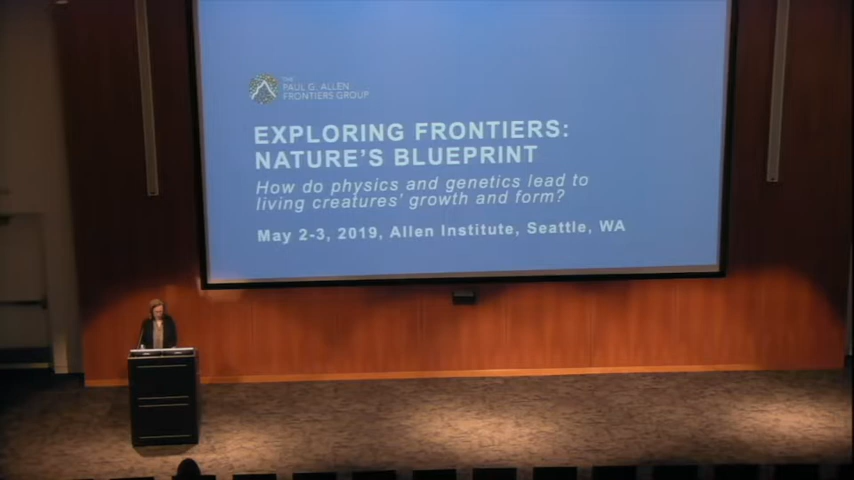 THE
PAUL G. ALLEN
FRONTIERS GROUP
EXPLORING FRONTIERS:
NATURE'S BLUEPRINT
How do physics and genetics lead to
living creatures' growth and form?
May 2-3, 2019, Allen Institute, Seattle, WA